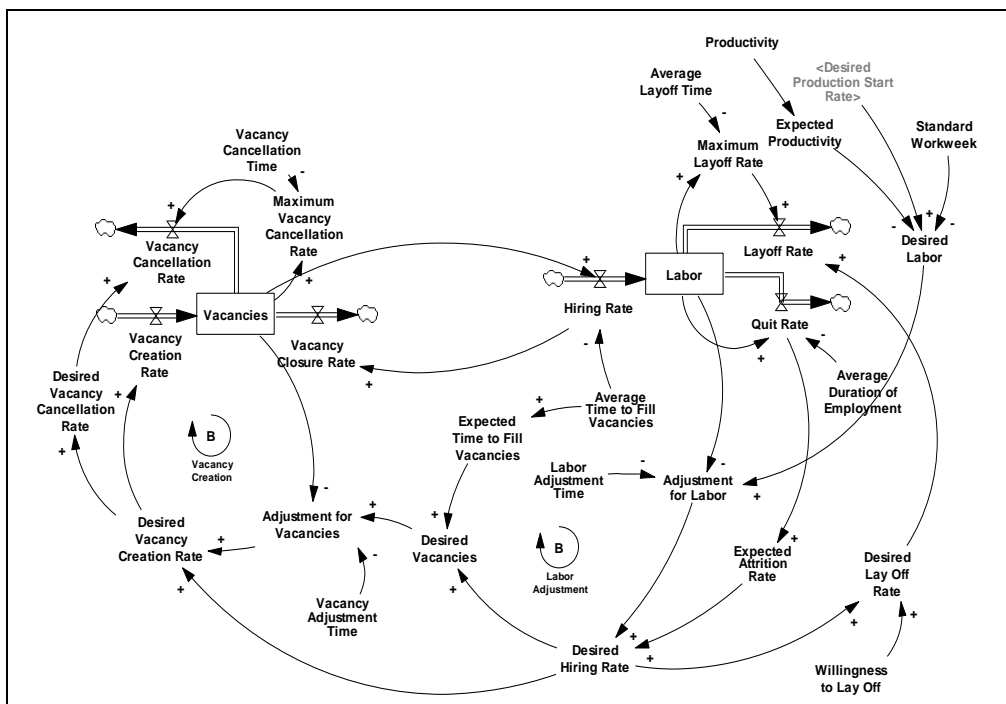 Productivity
Average
Layoff Time
<Desired
Production Start
Rate>
Expected
Productivity
Standard
Workweek
Vacancy
Cancellation
Time
Maximum
Layoff Rate
Maximum
Vacancy
Cancellation
Rate
Vacancy
Cancellation
Rate
Layoff Rate
Desired
Labor
Labor
Vacancies
Hiring Rate
Quit Rate
Vacancy
Creation
Rate
Vacancy
Closure Rate
Desired
Vacancy
Cancellation
Rate
Average
Duration of
Employment
Average
Time to Fill
Vacancies
Expected
Time to Fill
Vacancies
B
Vacancy
Creation
Labor
Adjustment
Time
Adjustment
for Labor
Desired
Vacancy
Creation Rate
Adjustment for
Vacancies
Desired
Vacancies
B
Labor
Adjustment
Expected
Attrition
Rate
Desired
Lay Off
Rate
Vacancy
Adjustment
Time
Desired
Hiring Rate
Willingness
to Lay Off